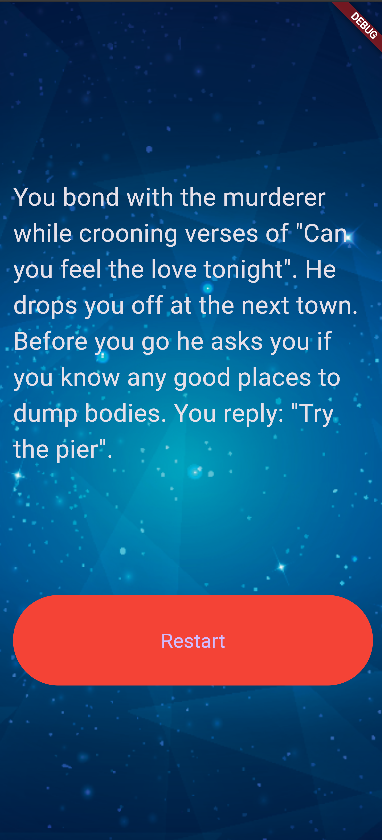 DEBUG
You bond with the murderer
while crooning verses of "Can
you feel the love tonight". He
drops you off at the next town.
Before you go he asks you if
you know any good places to
dump bodies. You reply: "Try
the pier".
Restart